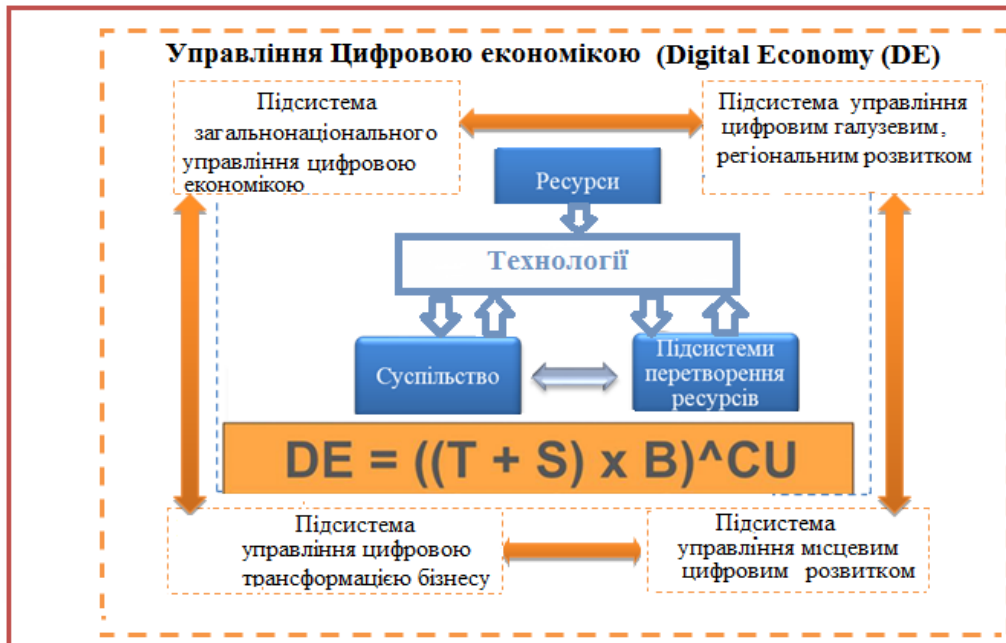 Управління Цифровою економікою (Digital Economy (DE)
Підсистема
загальнонаціонального
управління цифровою
економікою
Підсистема управління
цифровим галузевим,
регіональним розвитком
Ресурси
Технології
Суспільство
Підсистеми
перетворення
ресурсів
DE = ((T + S) x B)^CU
Підсистема
управління цифровою
трансформацією бізнесу
Підсистема
управління місцевим
цифровим розвитком